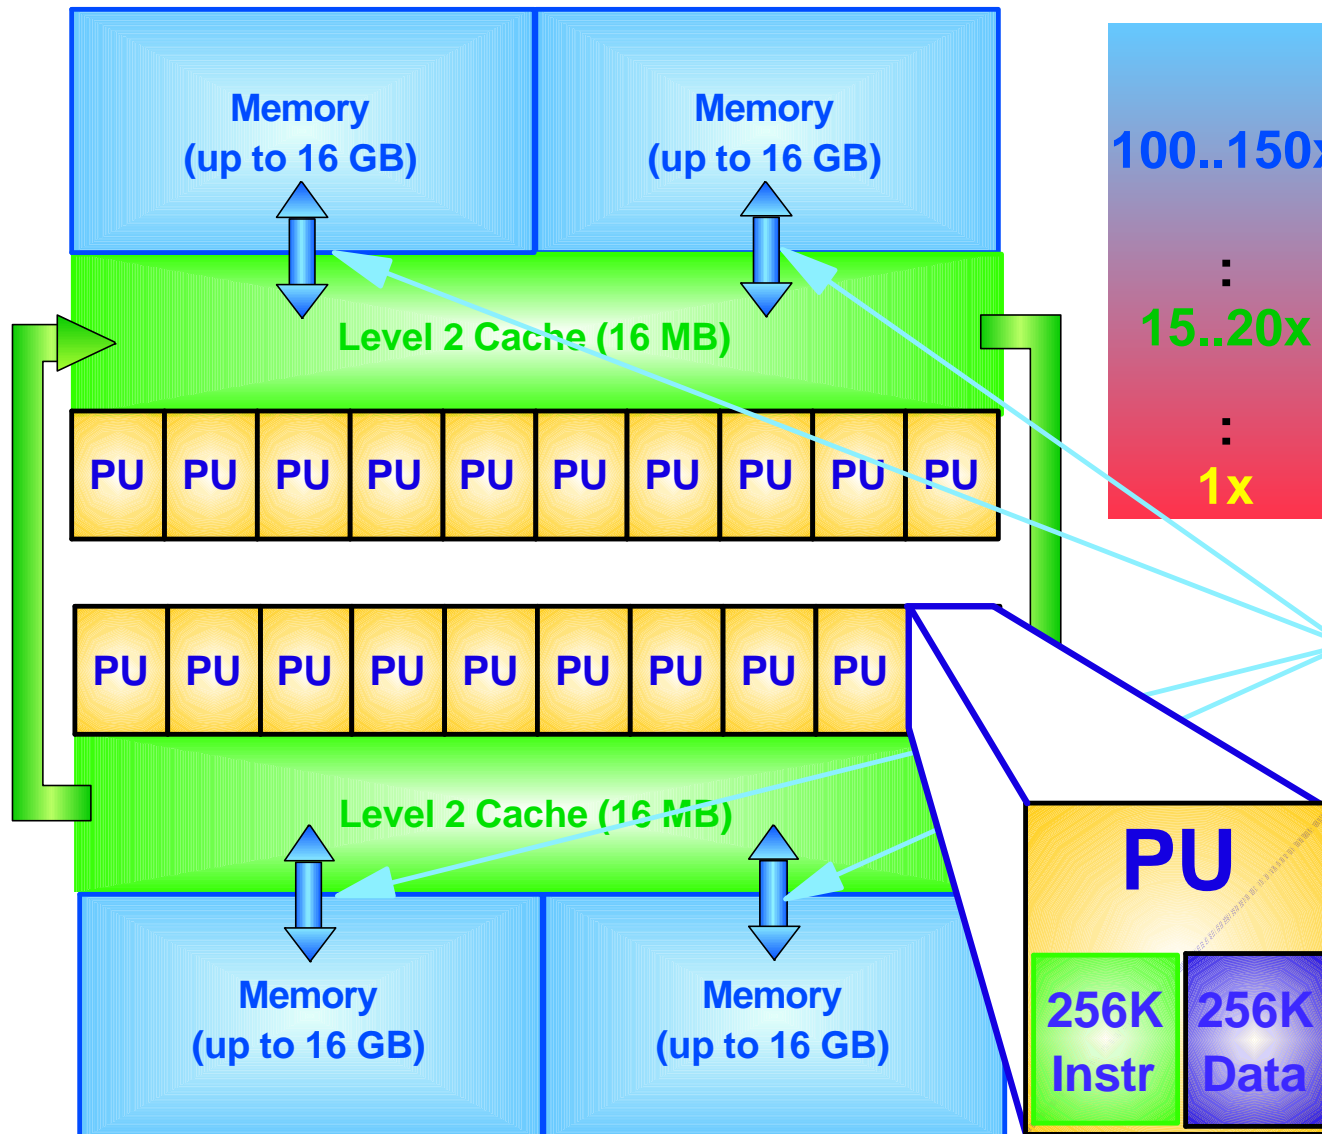 Memory
(up to 16 GB)
Memory
(up to 16 GB)
100..150x
:
15..20x
:
1x
Level 2 Cache (16 MB)
PU PU PU PU PU PU PU PU PU PU
PU PU PU PU PU PU PU PU PU
Level 2 Cache (16 MB)
Memory
(up to 16 GB)
Memory
(up to 16 GB)
PU
256K
Instr
256K
Data